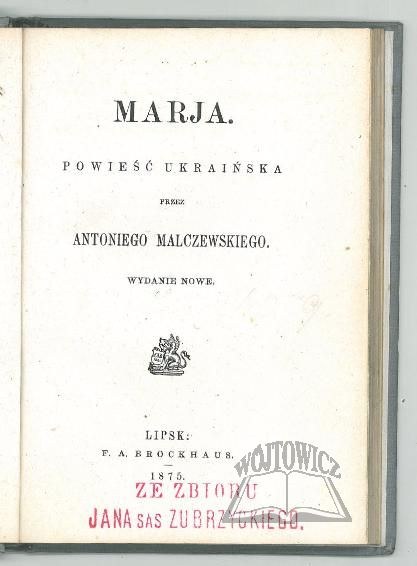 MARJA.
POWIEŚĆ UKRAIŃSKA
PRZEZ
ANTONIEGO MALCZEWSKIEGO.
WYDANIE NOWE.
LIPSK:
F. A. BROCKHAUS.
1875.
WÓJTOWICZ
ZE ZBIORU
JANA SAS ZUBRZYCKIEGO.